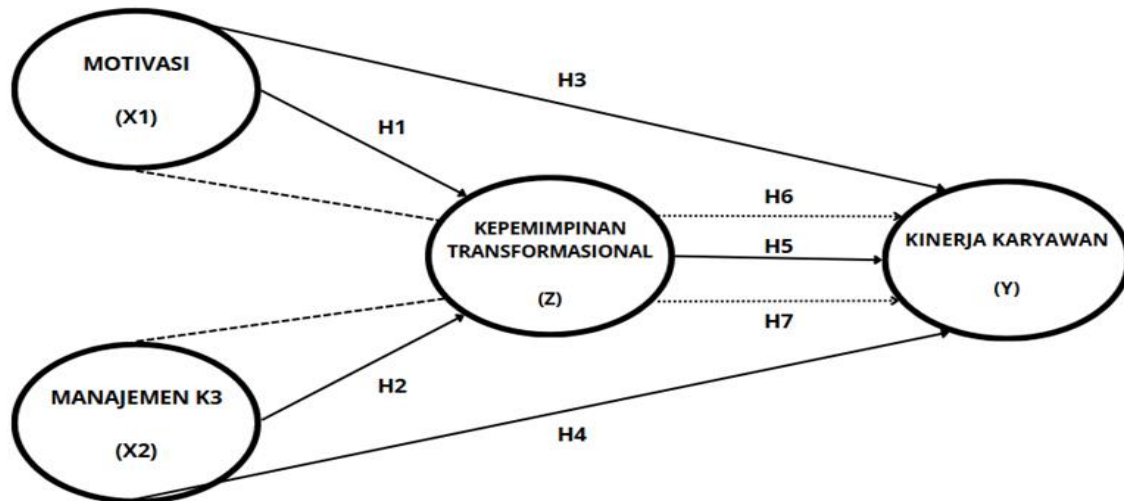 MOTIVASI
(X1)
H3
H1
H6
KEPEMIMPINAN
TRANSFORMASIONAL
(Z)
H5
KINERJA KARYAWAN
(Y)
H7
MANAJEMEN K3
(X2)
H2
H4